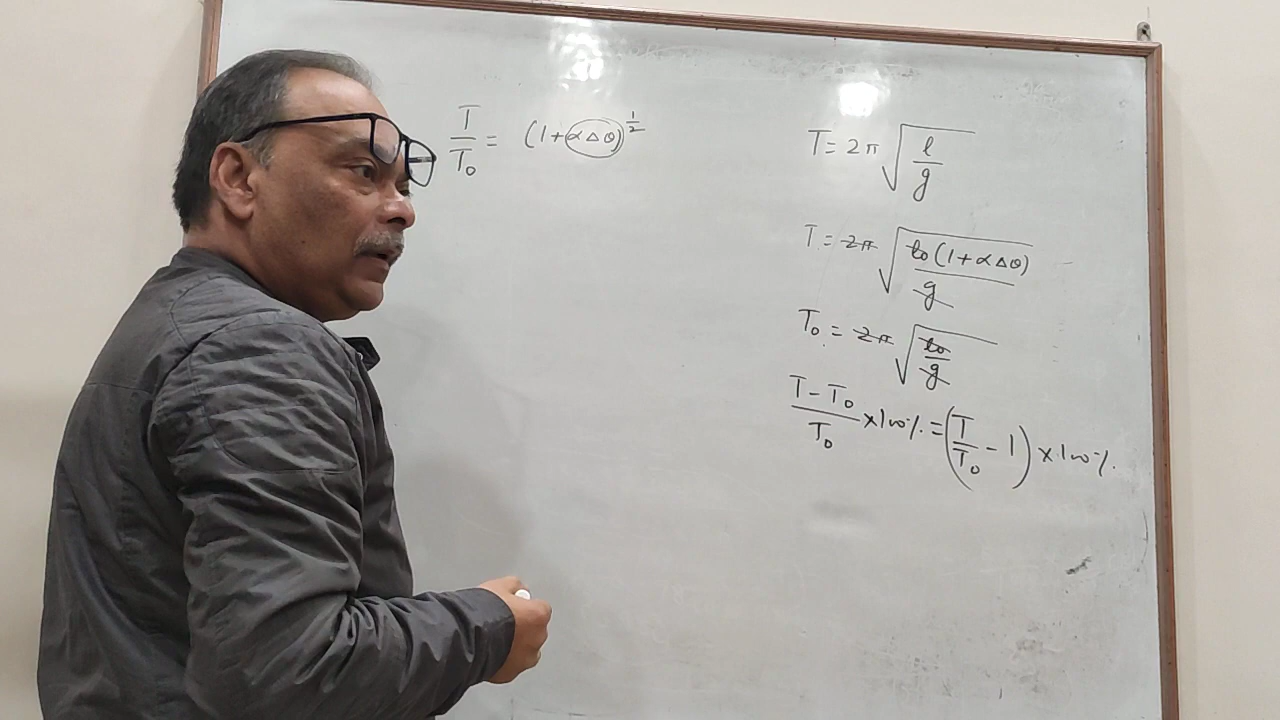 T/T₀ = (1+α∆θ)^½
T = 2π √(l/g)
T = 2π √(l₀(1+α∆θ)/g)
T₀ = 2π √(l₀/g)
(T-T₀)/T₀ ×100% = (T/T₀ - 1) ×100%